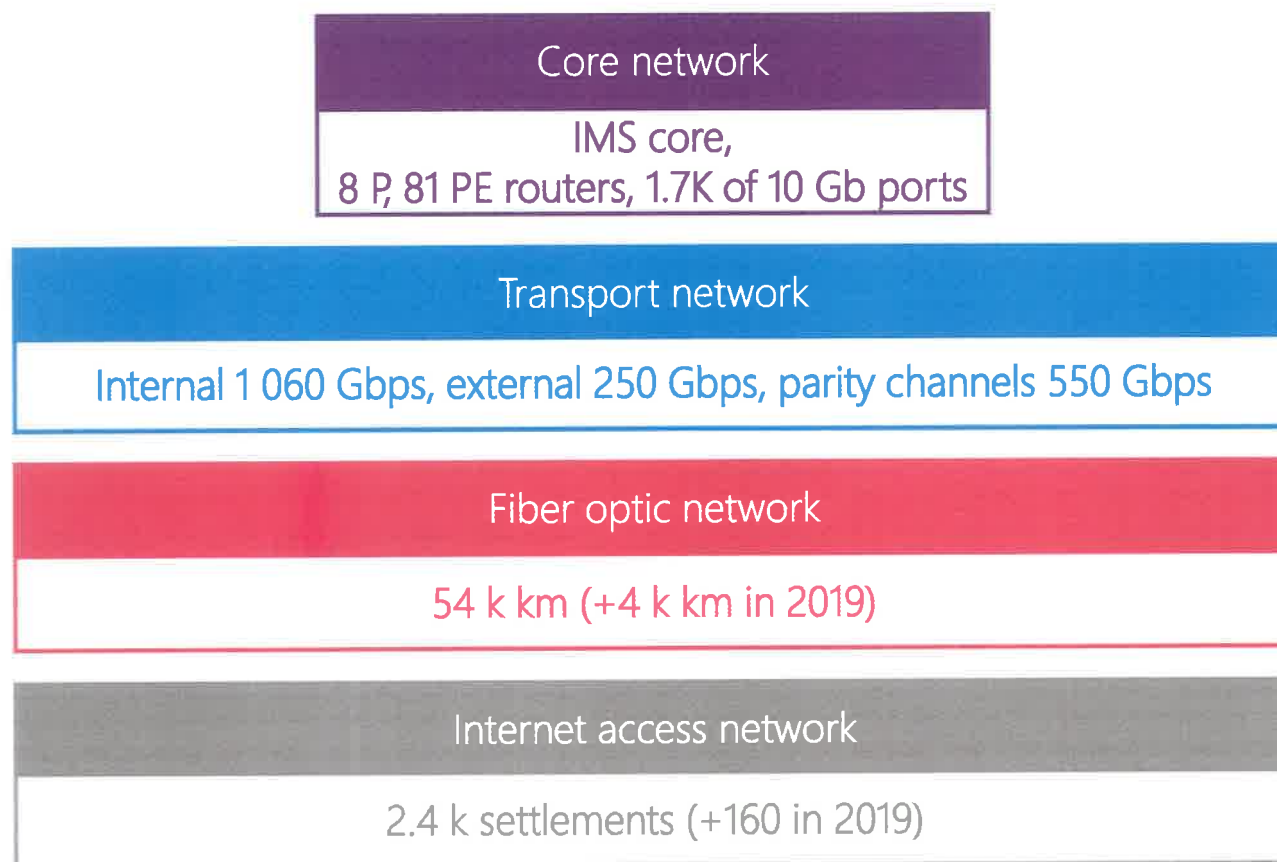 Core network
IMS core,
8 P, 81 PE routers, 1.7K of 10 Gb ports
Transport network
Internal 1 060 Gbps, external 250 Gbps, parity channels 550 Gbps
Fiber optic network
54 k km (+4 k km in 2019)
Internet access network
2.4 k settlements (+160 in 2019)